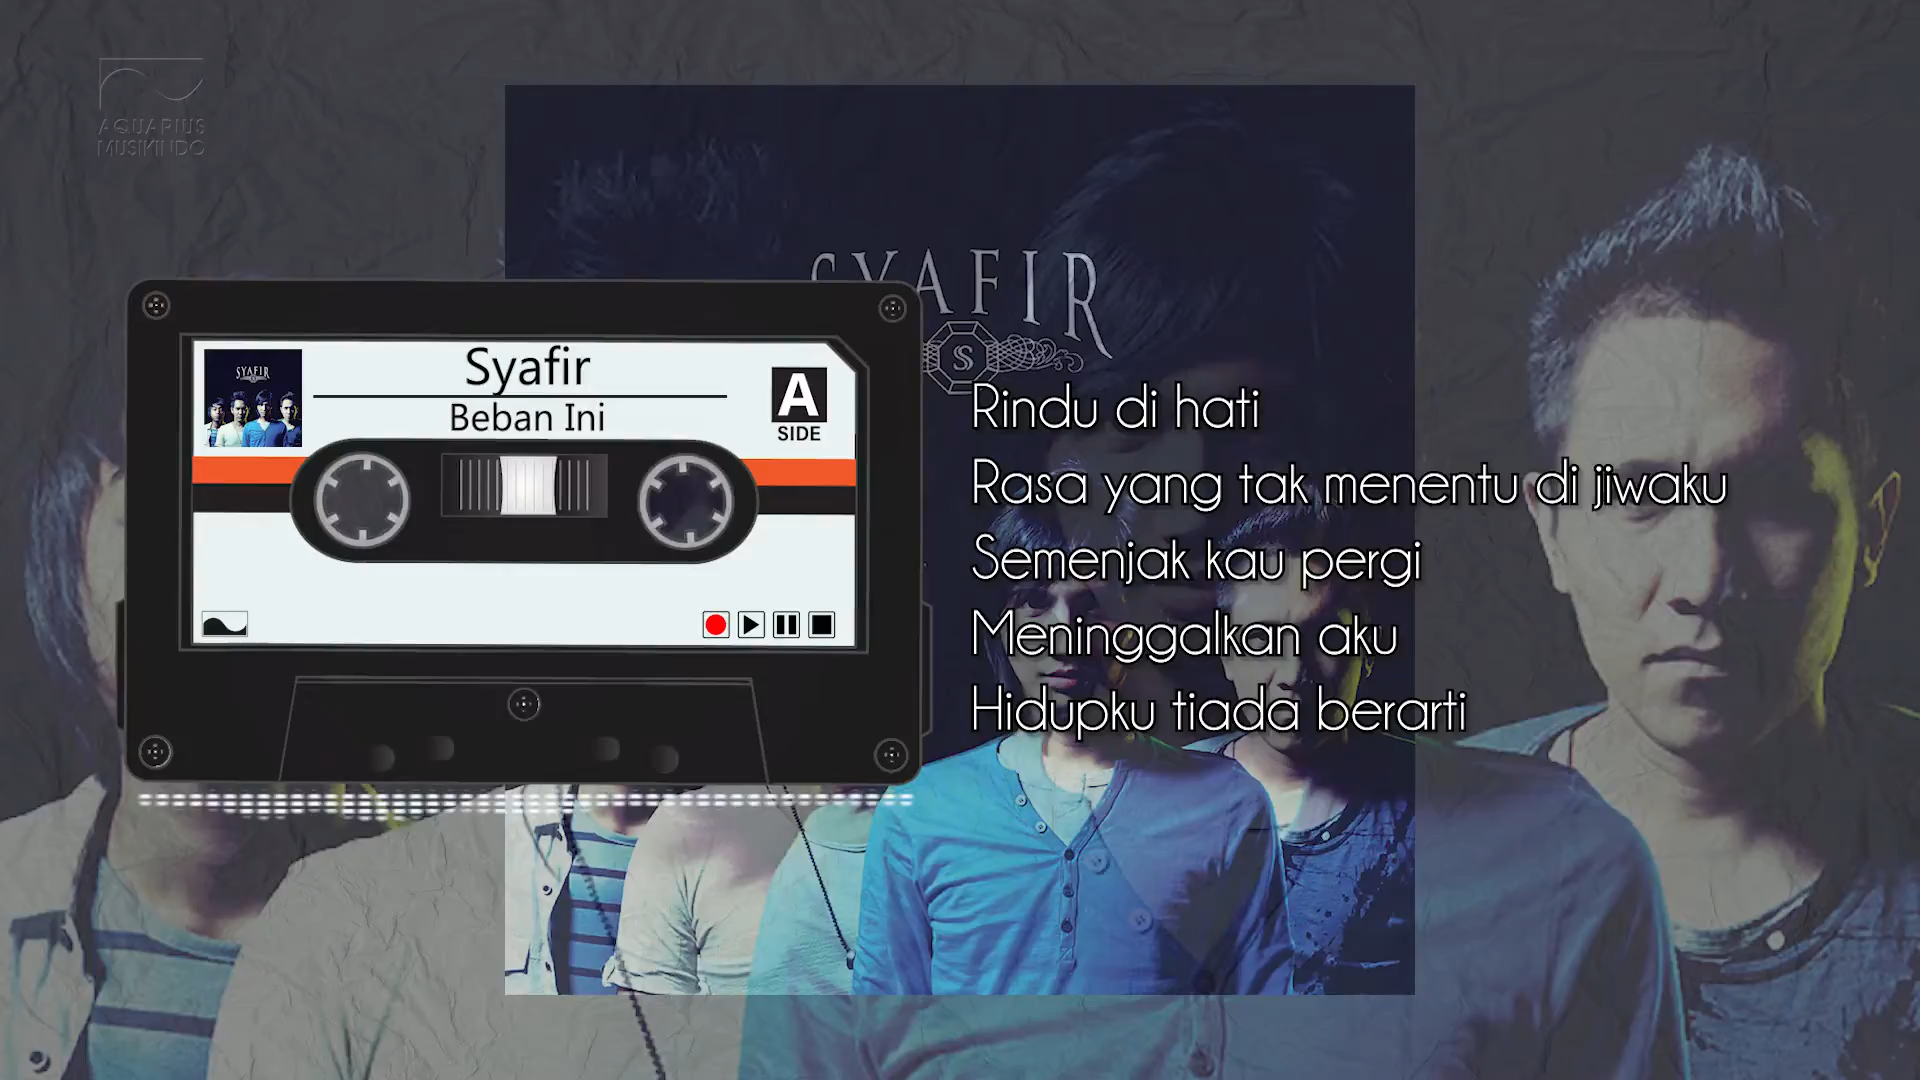 AQUARIUS
MUSIKINDO
SYAFIR
S
SYAFIR
Syafir
Beban Ini
A
SIDE
Rindu di hati
Rasa yang tak menentu di jiwaku
Semenjak kau pergi
Meninggalkan aku
Hidupku tiada berarti